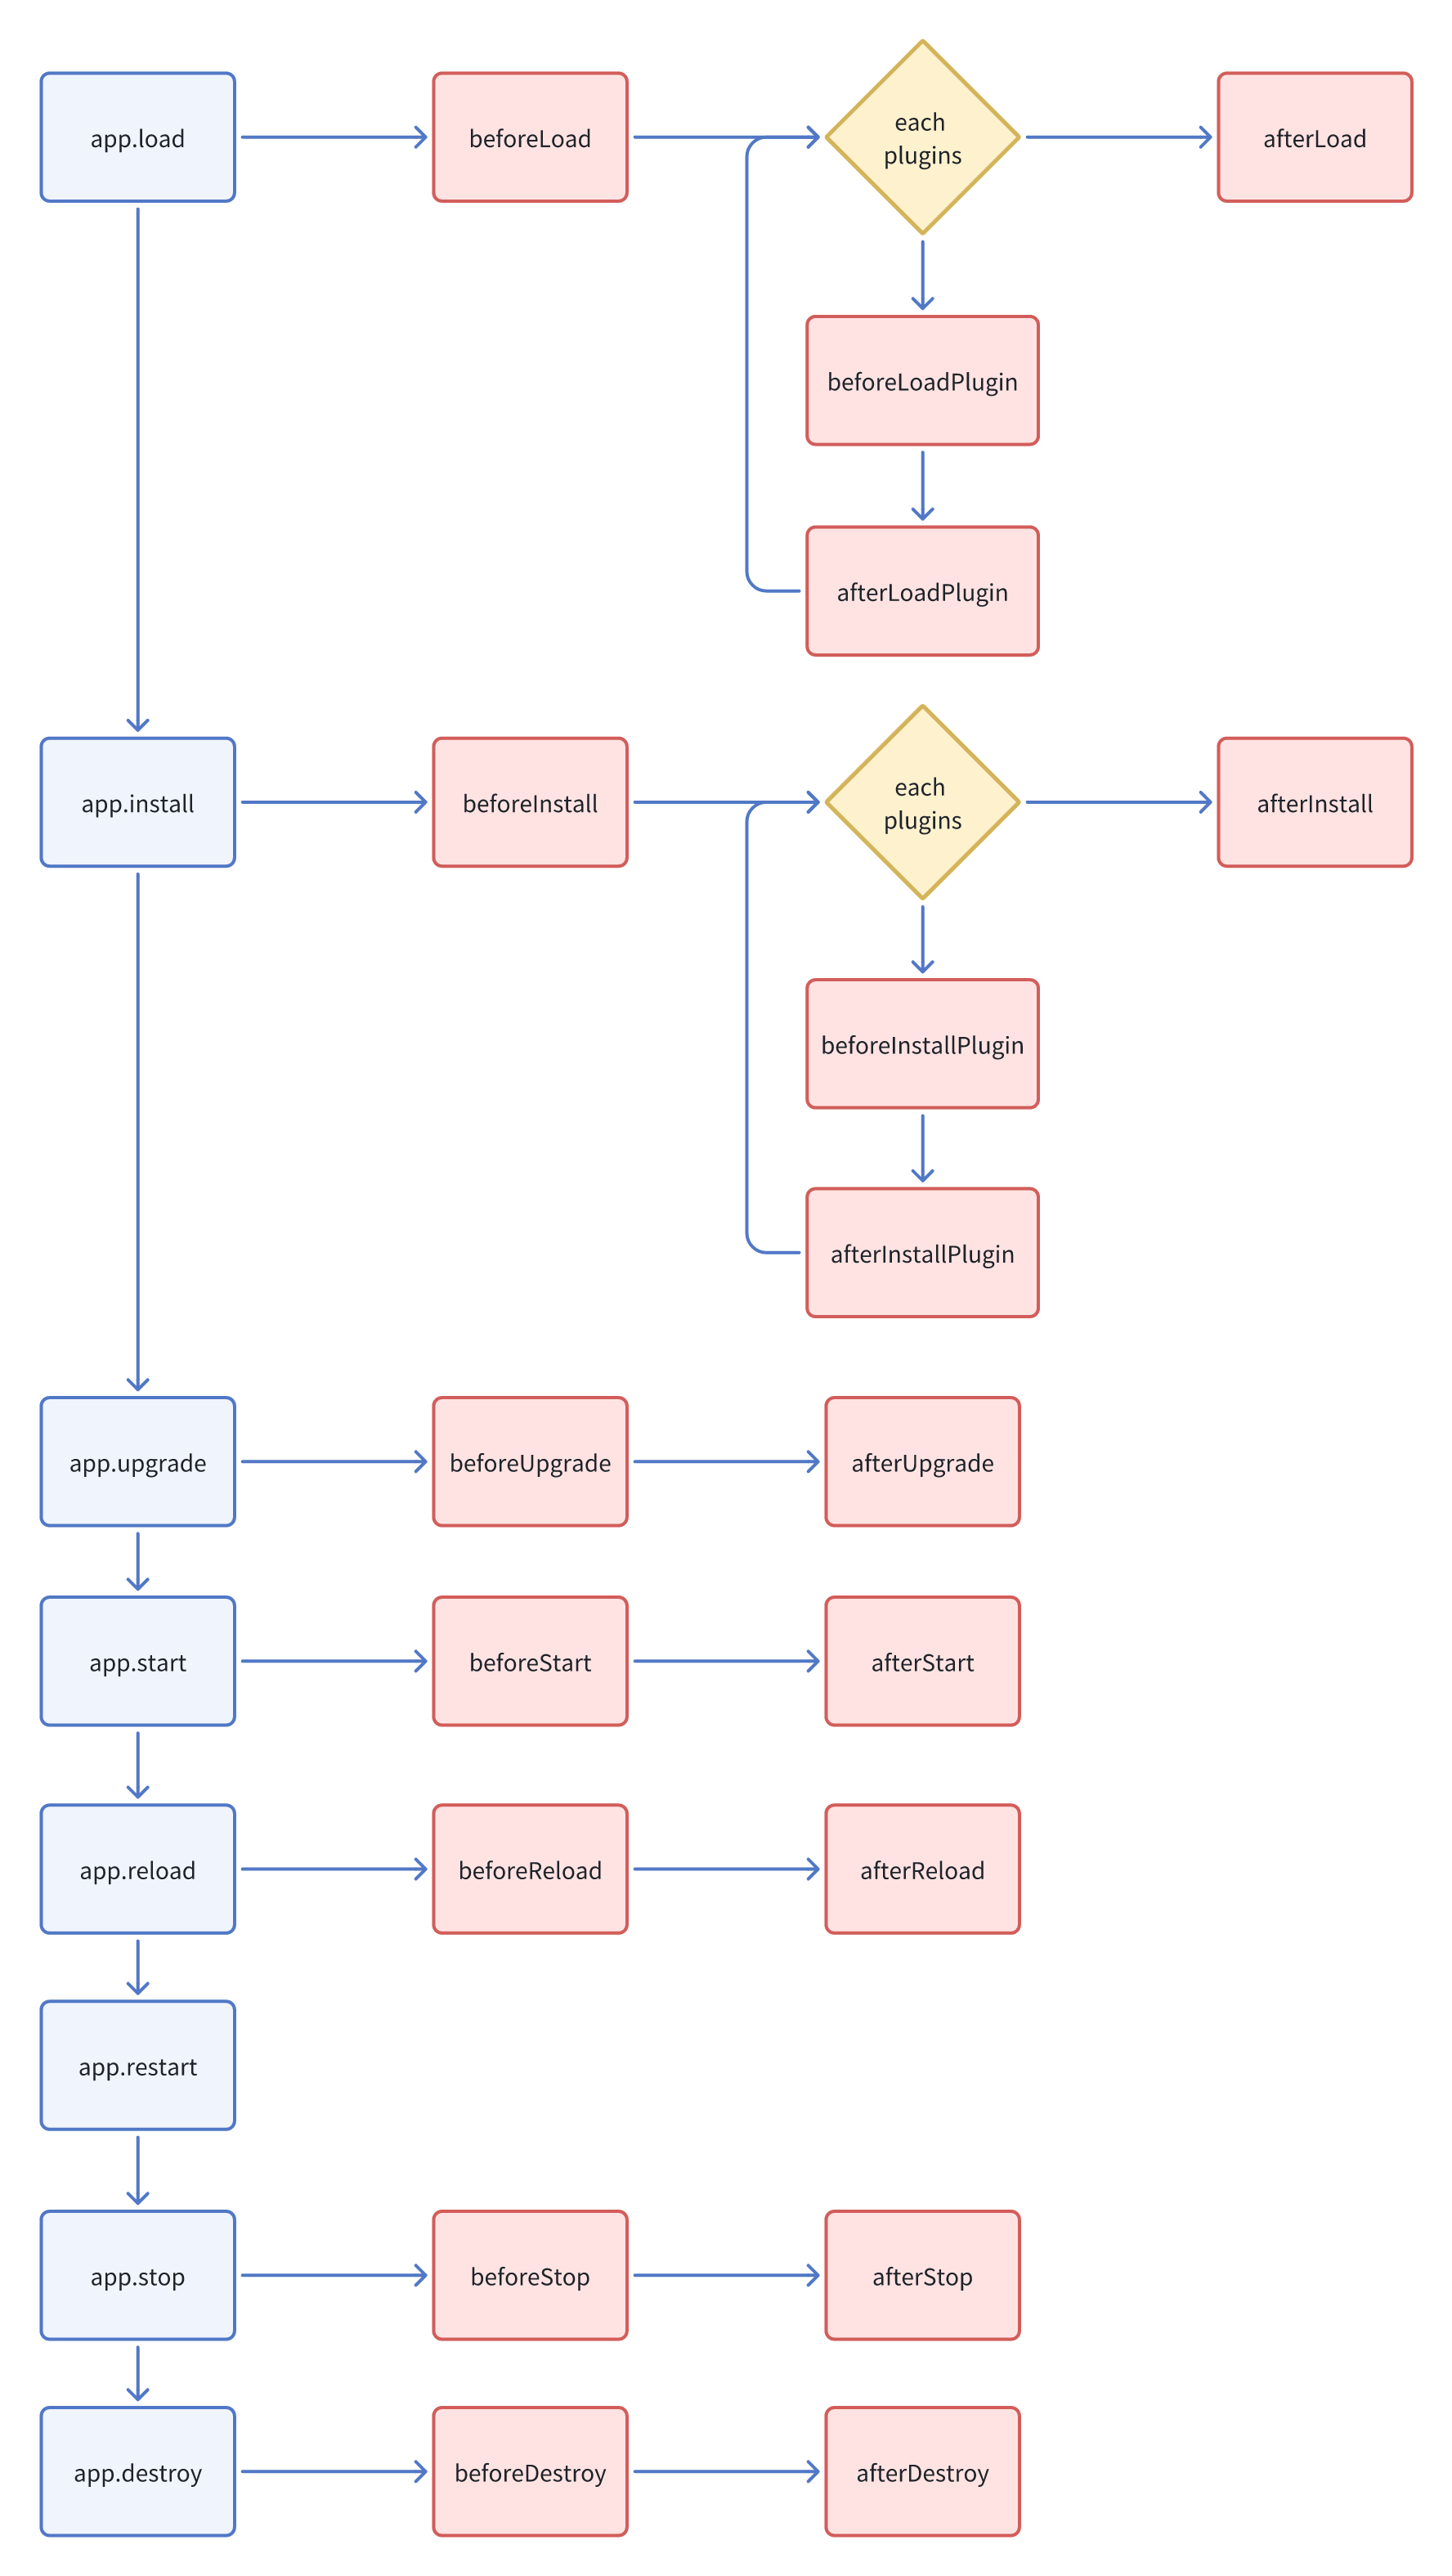 app.load
beforeLoad
each
plugins
afterLoad
beforeLoadPlugin
afterLoadPlugin
app.install
beforeInstall
each
plugins
afterInstall
beforeInstallPlugin
afterInstallPlugin
app.upgrade
beforeUpgrade
afterUpgrade
app.start
beforeStart
afterStart
app.reload
beforeReload
afterReload
app.restart
app.stop
beforeStop
afterStop
app.destroy
beforeDestroy
afterDestroy